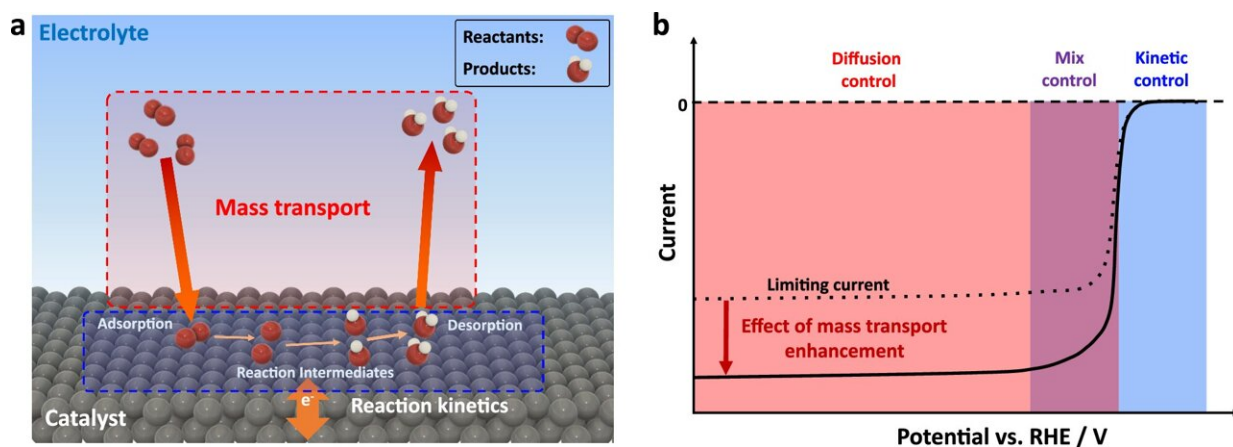 a
Electrolyte
Reactants:
Products:
Mass transport
Adsorption
Desorption
Reaction Intermediates
e⁻
Reaction kinetics
Catalyst
b
Diffusion
control
Mix
control
Kinetic
control
0
Current
Limiting current
Effect of mass transport
enhancement
Potential vs. RHE / V